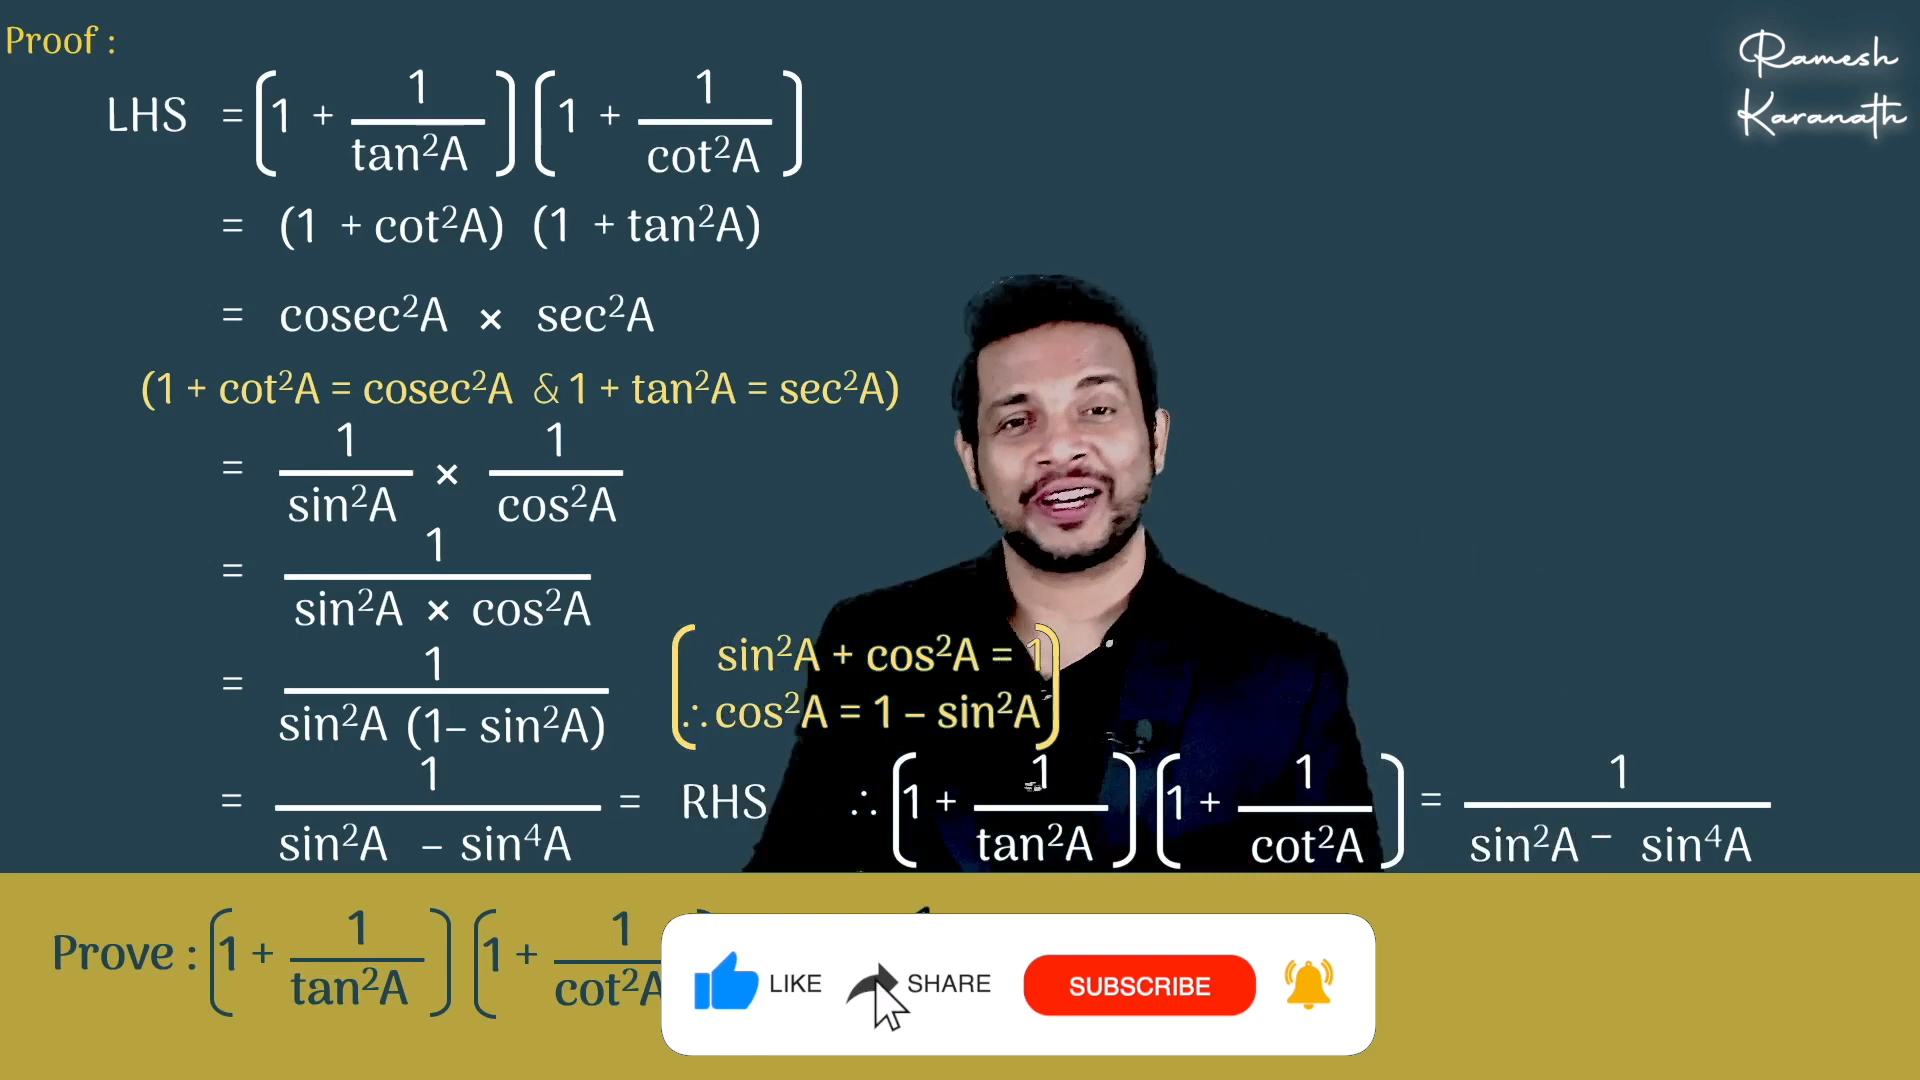 Proof :
Ramesh
Karanath
LHS = (1 + 1/tan²A) (1 + 1/cot²A)
= (1 + cot²A) (1 + tan²A)
= cosec²A × sec²A
(1 + cot²A = cosec²A & 1 + tan²A = sec²A)
= 1/sin²A × 1/cos²A
= 1/sin²A × cos²A
= 1/sin²A (1– sin²A)
sin²A + cos²A = 1
∴ cos²A = 1 – sin²A
= 1/sin²A – sin⁴A = RHS ∴ (1 + 1/tan²A) (1 + 1/cot²A) = 1/sin²A – sin⁴A
Prove : (1 + 1/tan²A) (1 + 1/cot²A
LIKE SHARE SUBSCRIBE